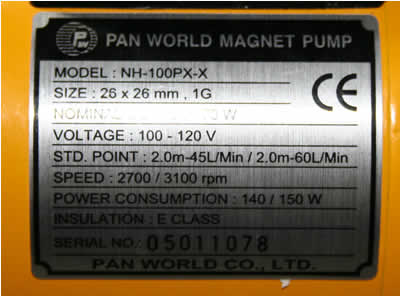 PW PAN WORLD MAGNET PUMP
MODEL : NH-100PX-X
SIZE : 26 x 26 mm , 1G
CE
NOMINAL W
VOLTAGE : 100 - 120 V
STD. POINT : 2.0m-45L/Min / 2.0m-60L/Min
SPEED : 2700 / 3100 rpm
POWER CONSUMPTION : 140 / 150 W
INSULATION : E CLASS
SERIAL NO.: 05011078
PAN WORLD CO., LTD.